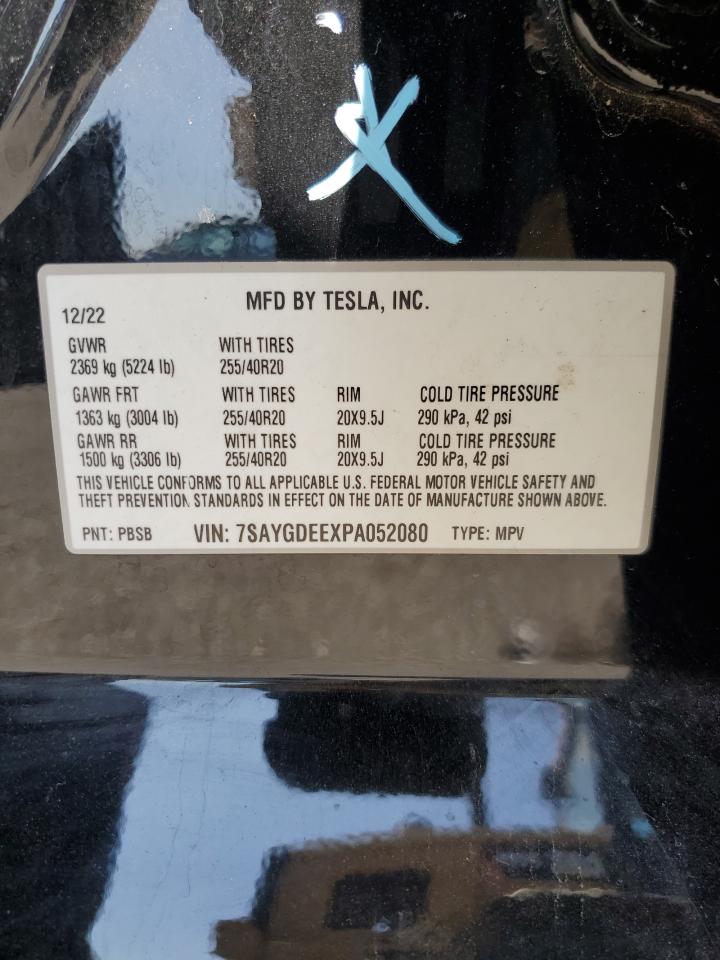 MFD BY TESLA, INC.
12/22
GVWR WITH TIRES
2369 kg (5224 lb) 255/40R20
GAWR FRT WITH TIRES RIM COLD TIRE PRESSURE
1363 kg (3004 lb) 255/40R20 20X9.5J 290 kPa, 42 psi
GAWR RR WITH TIRES RIM COLD TIRE PRESSURE
1500 kg (3306 lb) 255/40R20 20X9.5J 290 kPa, 42 psi
THIS VEHICLE CONFORMS TO ALL APPLICABLE U.S. FEDERAL MOTOR VEHICLE SAFETY AND
THEFT PREVENTION STANDARDS IN EFFECT ON THE DATE OF MANUFACTURE SHOWN ABOVE.
PNT: PBSB VIN: 7SAYGDEEXPA052080 TYPE: MPV